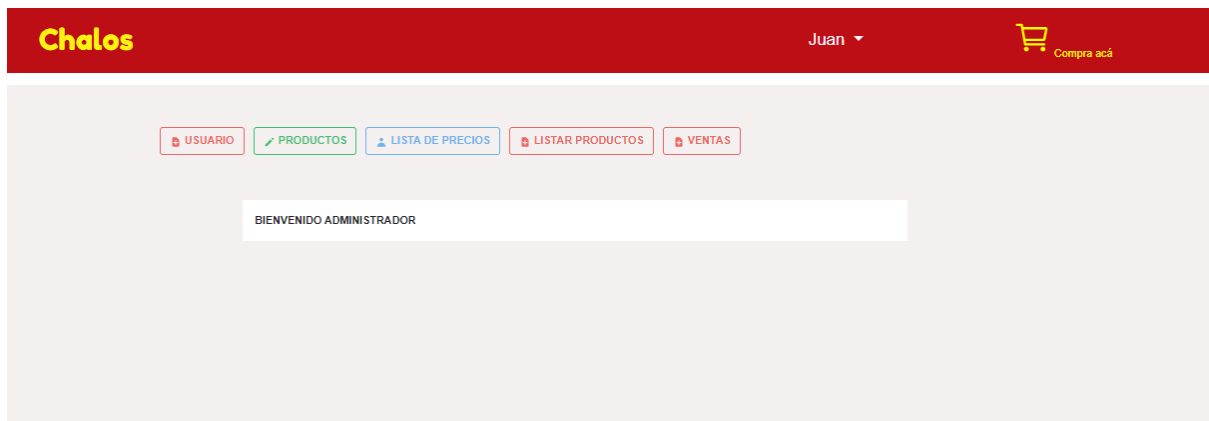 Chalos
Juan
Compra acá
USUARIO
PRODUCTOS
LISTA DE PRECIOS
LISTAR PRODUCTOS
VENTAS
BIENVENIDO ADMINISTRADOR